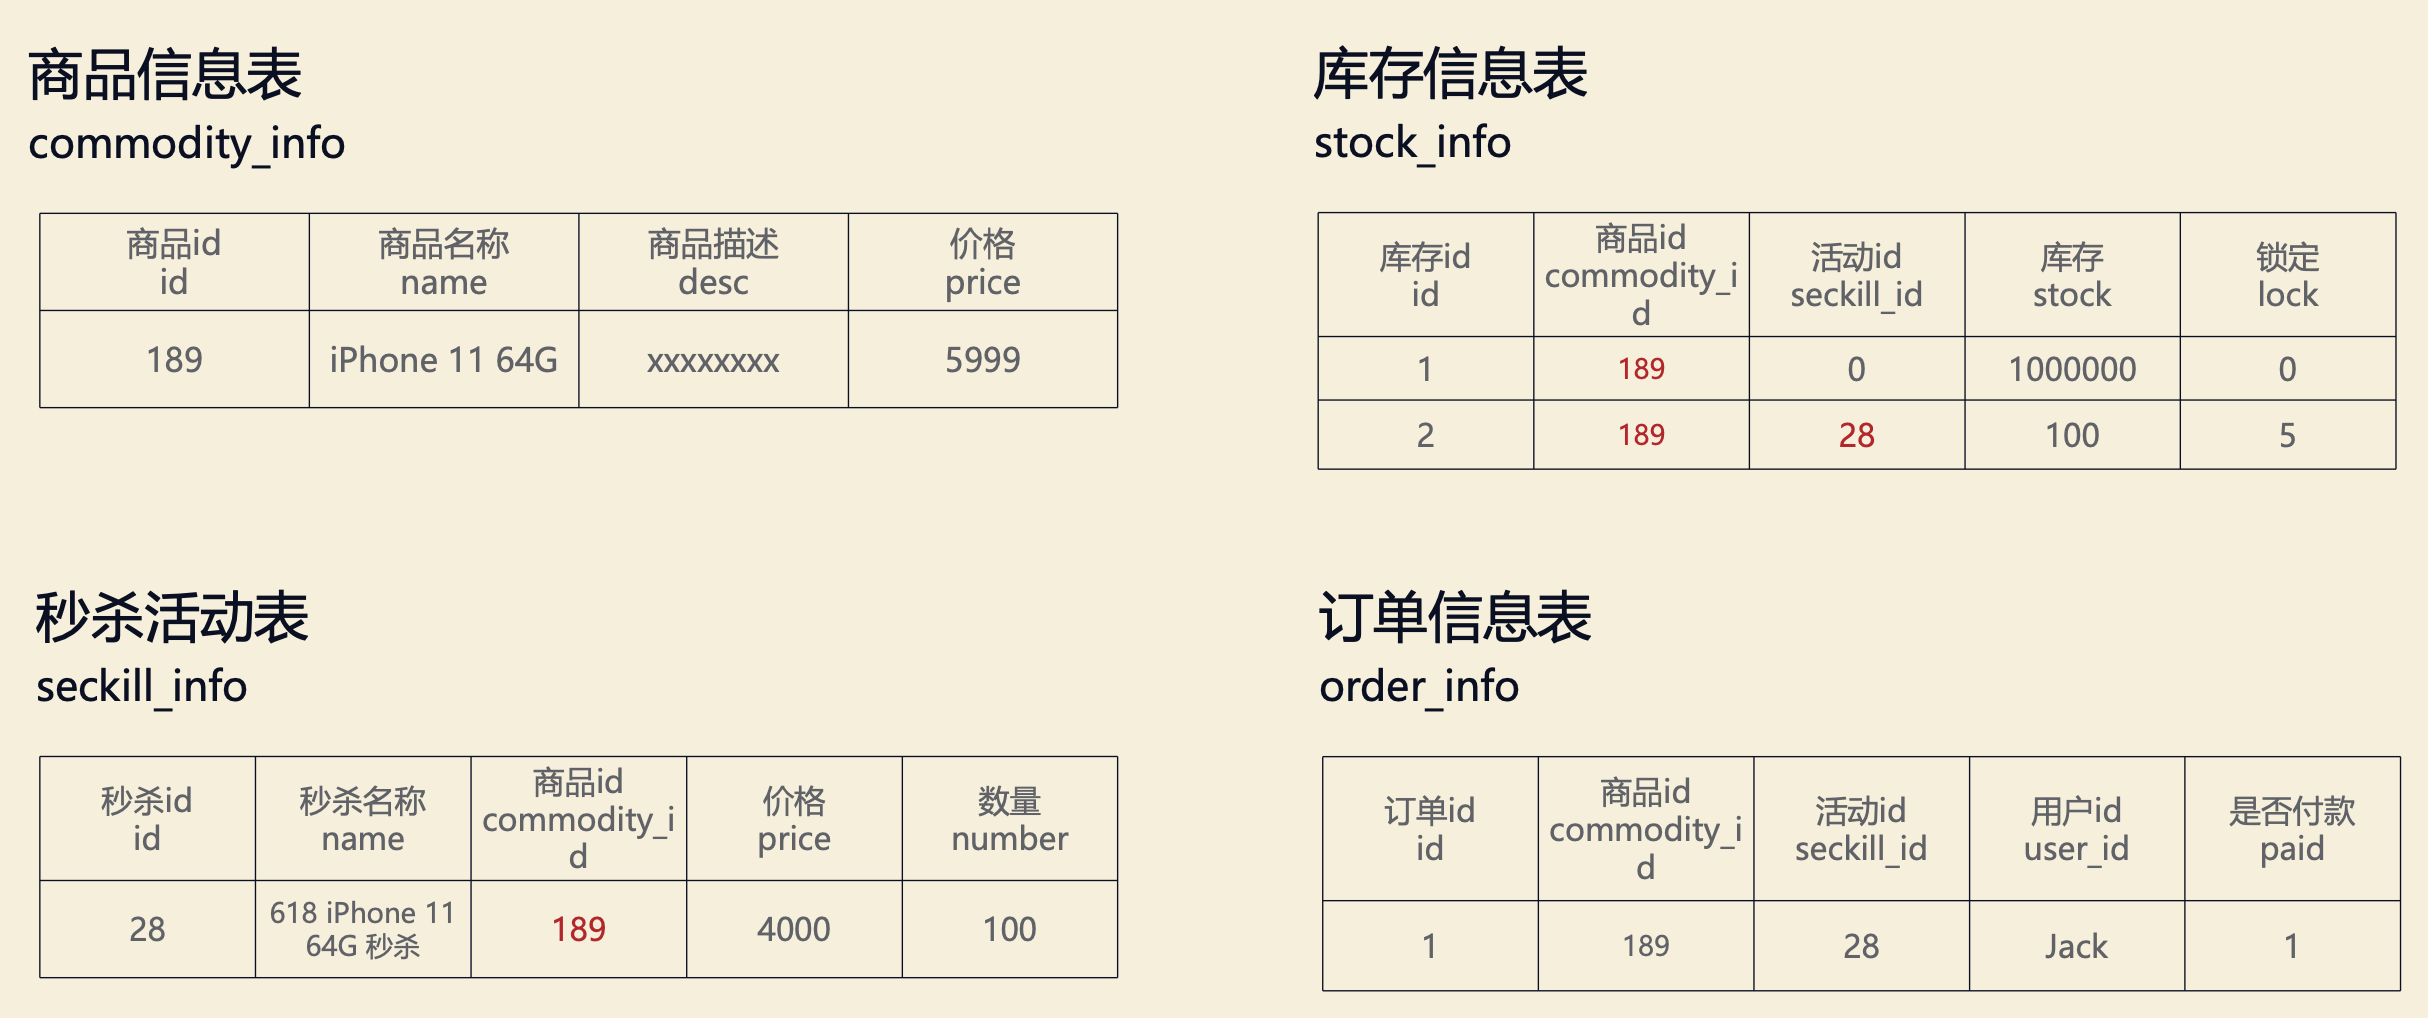 商品信息表
commodity_info
商品id
id
商品名称
name
商品描述
desc
价格
price
189
iPhone 11 64G
xxxxxxxx
5999
库存信息表
stock_info
库存id
id
商品id
commodity_i
d
活动id
seckill_id
库存
stock
锁定
lock
1
189
0
1000000
0
2
189
28
100
5
秒杀活动表
seckill_info
秒杀id
id
秒杀名称
name
商品id
commodity_i
d
价格
price
数量
number
28
618 iPhone 11
64G 秒杀
189
4000
100
订单信息表
order_info
订单id
id
商品id
commodity_i
d
活动id
seckill_id
用户id
user_id
是否付款
paid
1
189
28
Jack
1